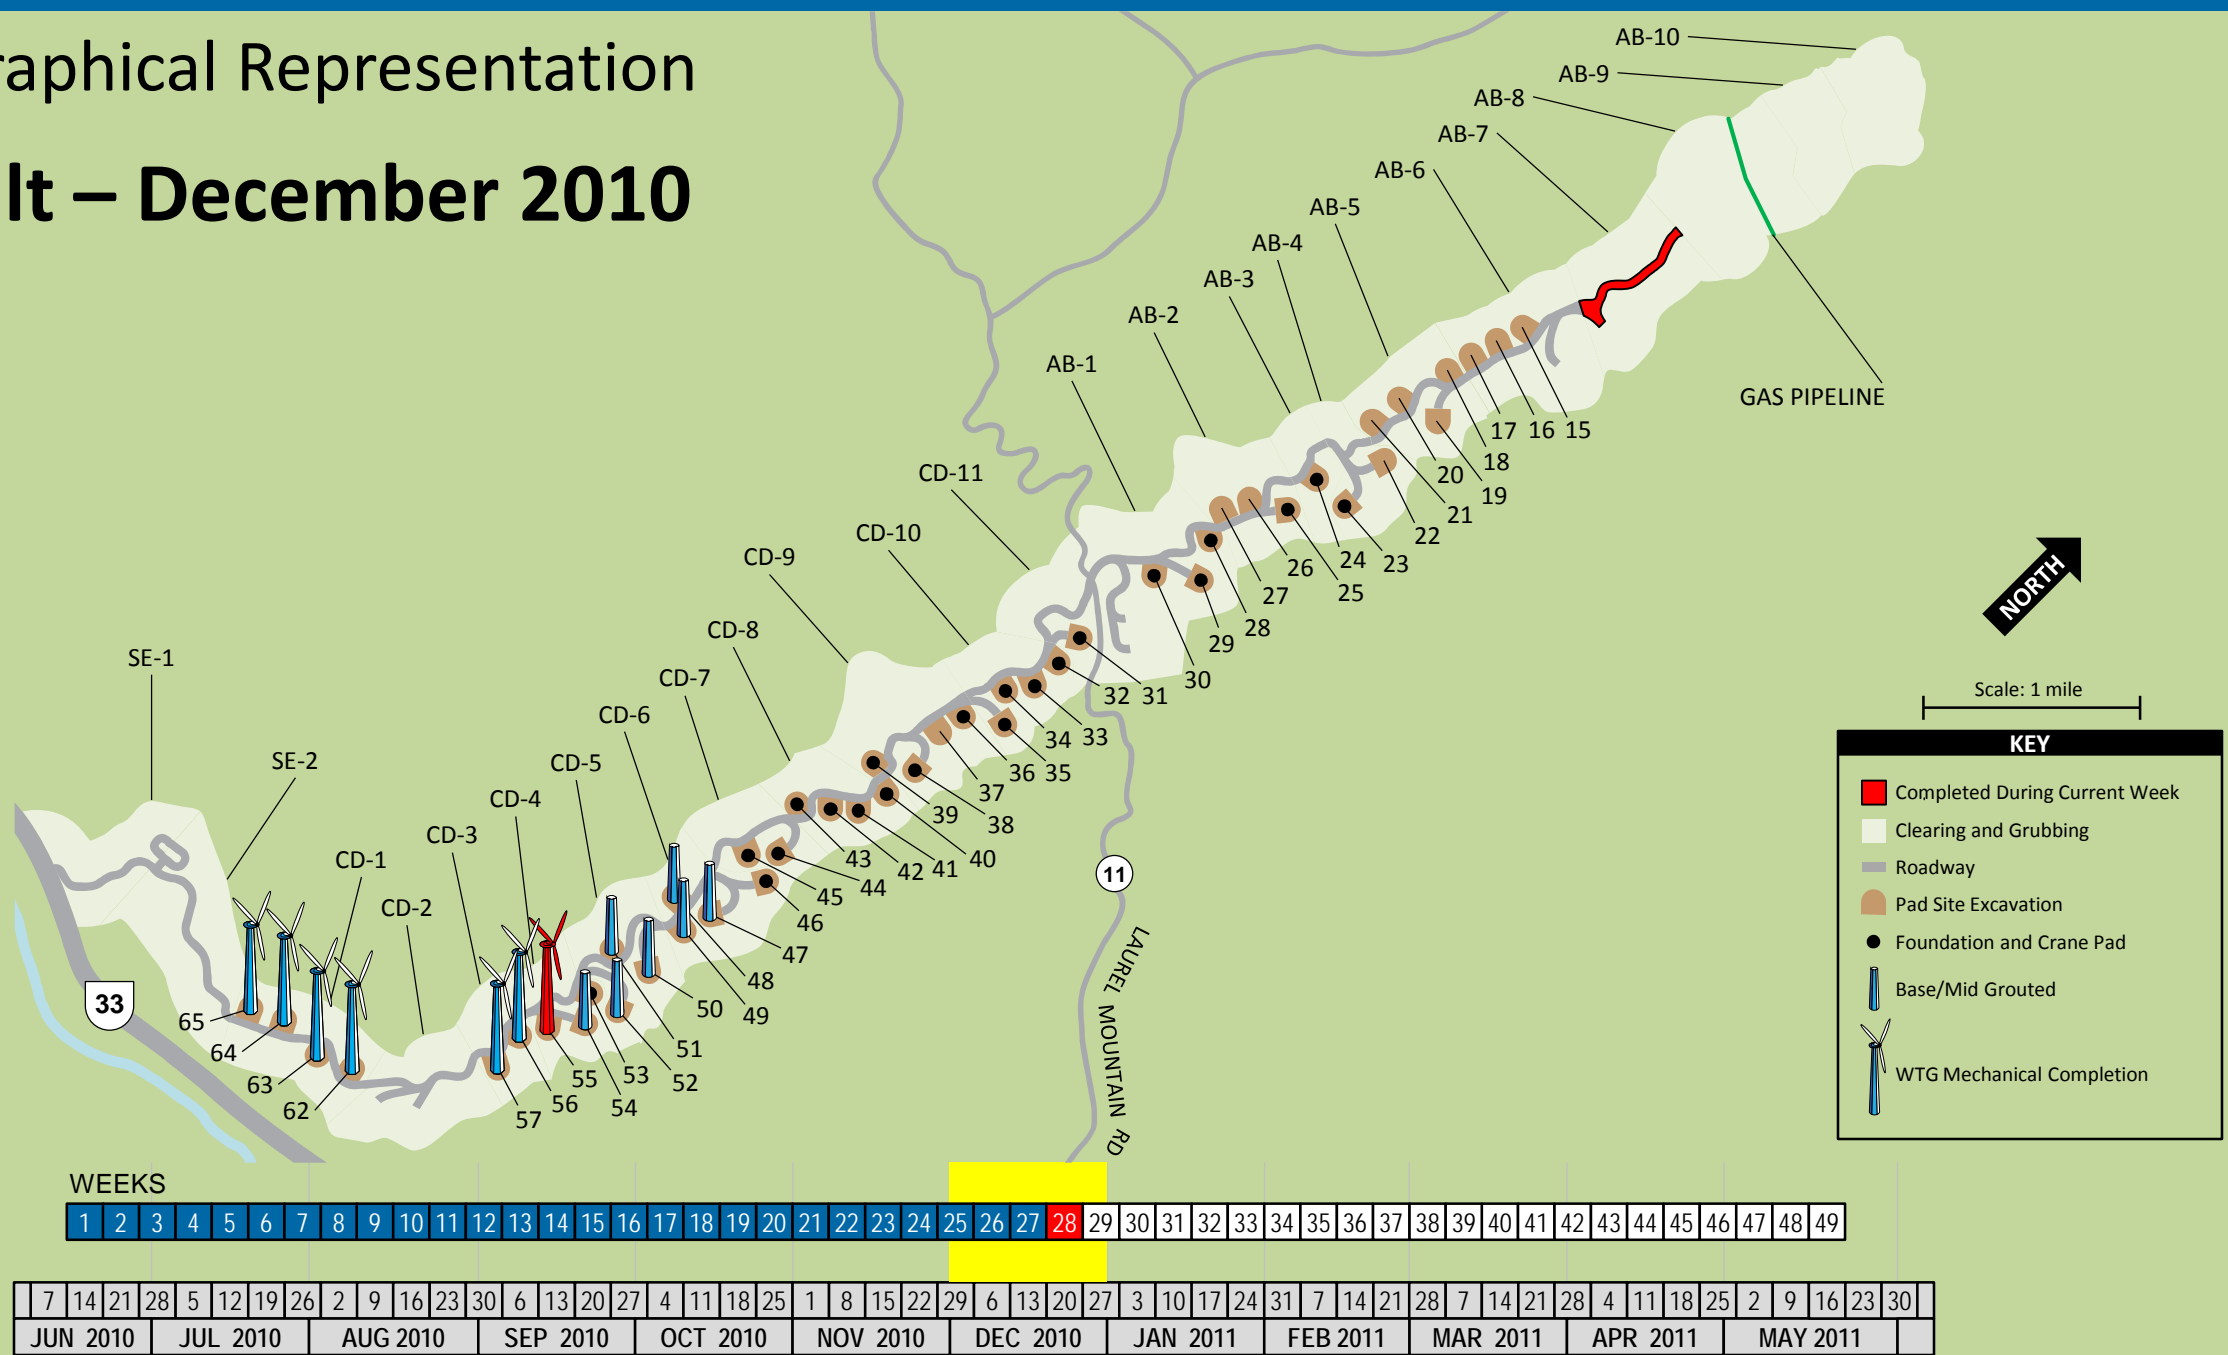 raphical Representation
lt – December 2010
AB-10
AB-9
AB-8
AB-7
AB-6
AB-5
AB-4
AB-3
AB-2
AB-1
CD-11
CD-10
CD-9
CD-8
CD-7
CD-6
CD-5
CD-4
CD-3
CD-2
CD-1
SE-2
SE-1
GAS PIPELINE
15
16
17
18
19
20
21
22
23
24
25
26
27
28
29
30
31
32
33
34
35
36
37
38
39
40
41
42
43
44
45
46
47
48
49
50
51
52
53
54
55
56
57
62
63
64
65
33
11
LAUREL MOUNTAIN RD
NORTH
Scale: 1 mile
KEY
Completed During Current Week
Clearing and Grubbing
Roadway
Pad Site Excavation
Foundation and Crane Pad
Base/Mid Grouted
WTG Mechanical Completion
WEEKS
1 2 3 4 5 6 7 8 9 10 11 12 13 14 15 16 17 18 19 20 21 22 23 24 25 26 27 28 29 30 31 32 33 34 35 36 37 38 39 40 41 42 43 44 45 46 47 48 49
7 14 21 28 5 12 19 26 2 9 16 23 30 6 13 20 27 4 11 18 25 1 8 15 22 29 6 13 20 27 3 10 17 24 31 7 14 21 28 7 14 21 28 4 11 18 25 2 9 16 23 30
JUN 2010 JUL 2010 AUG 2010 SEP 2010 OCT 2010 NOV 2010 DEC 2010 JAN 2011 FEB 2011 MAR 2011 APR 2011 MAY 2011